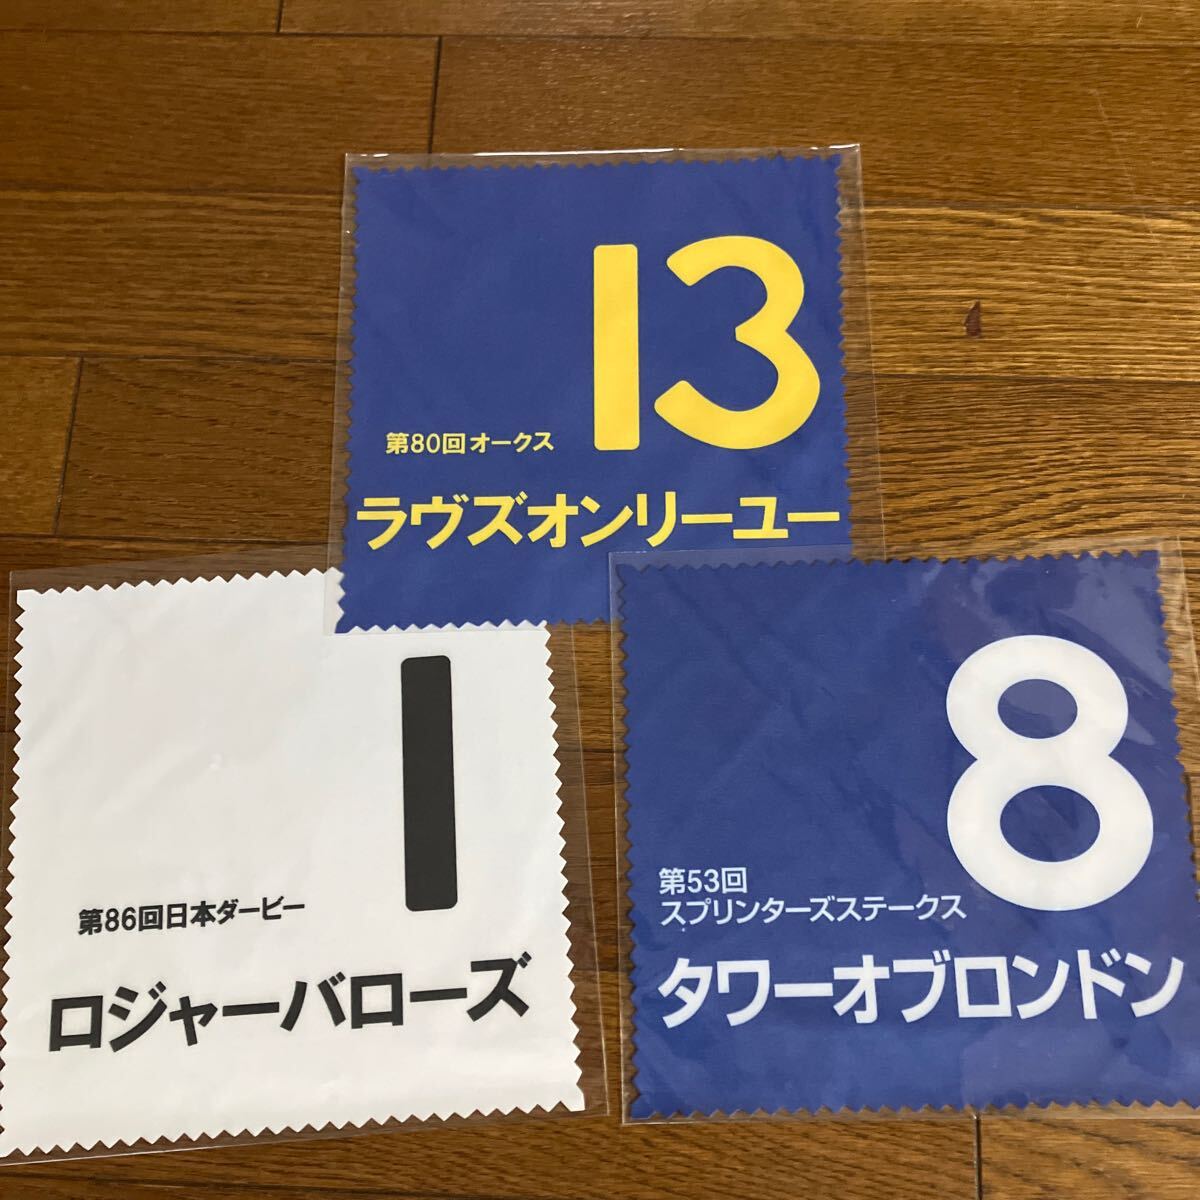 13
第80回オークス
ラヴズオンリーユー
1
第86回日本ダービー
ロジャーバローズ
8
第53回
スプリンターズステークス
タワーオブロンドン